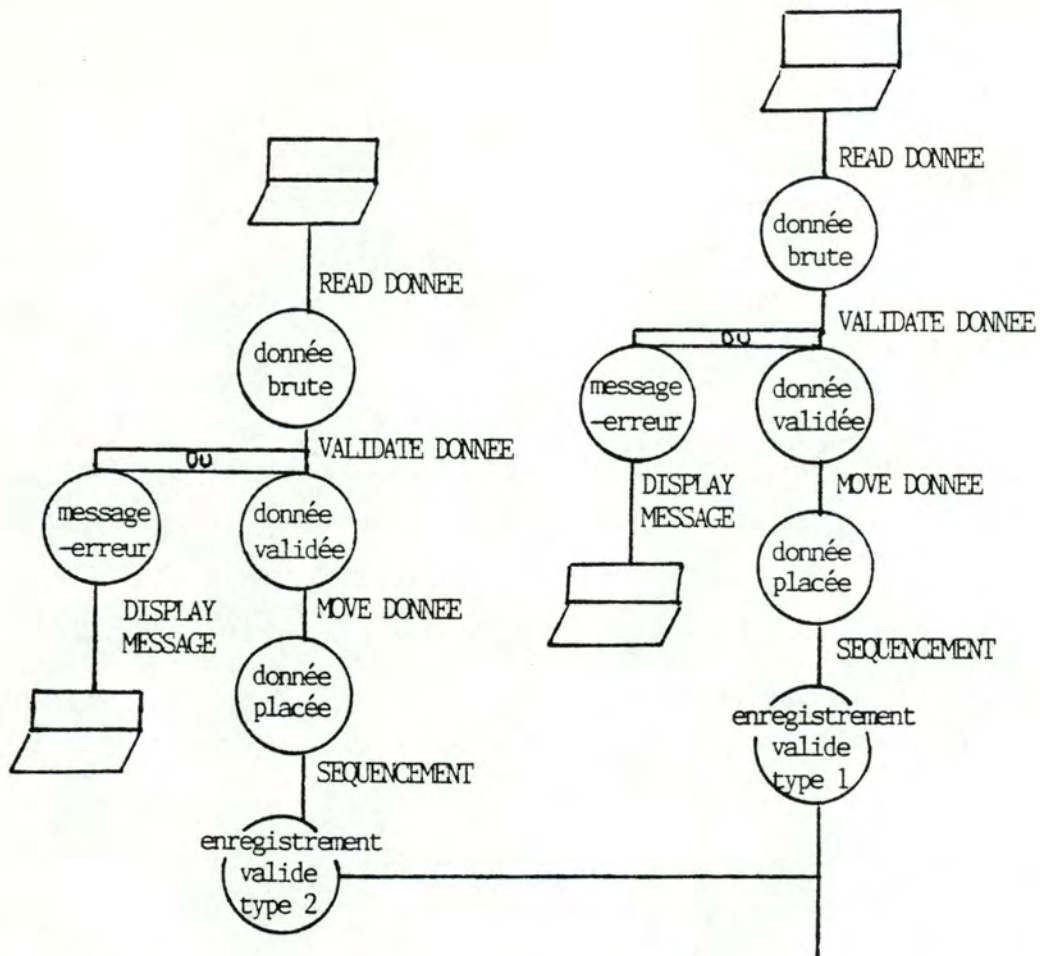 READ DONNEE
donnée
brute
VALIDATE DONNEE
OU
message
-erreur
donnée
validée
DISPLAY
MESSAGE
MOVE DONNEE
donnée
placée
SEQUENCEMENT
enregistrement
valide
type 2
READ DONNEE
donnée
brute
VALIDATE DONNEE
OU
message
-erreur
donnée
validée
DISPLAY
MESSAGE
MOVE DONNEE
donnée
placée
SEQUENCEMENT
enregistrement
valide
type 1